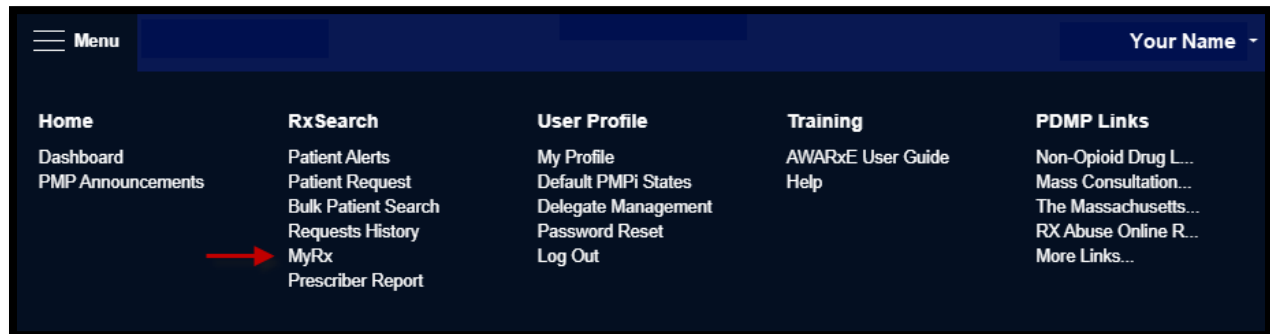 Menu
Your Name
Home
Dashboard
PMP Announcements
RxSearch
Patient Alerts
Patient Request
Bulk Patient Search
Requests History
MyRx
Prescriber Report
User Profile
My Profile
Default PMPi States
Delegate Management
Password Reset
Log Out
Training
AWARxE User Guide
Help
PDMP Links
Non-Opioid Drug L...
Mass Consultation...
The Massachusetts...
RX Abuse Online R...
More Links...